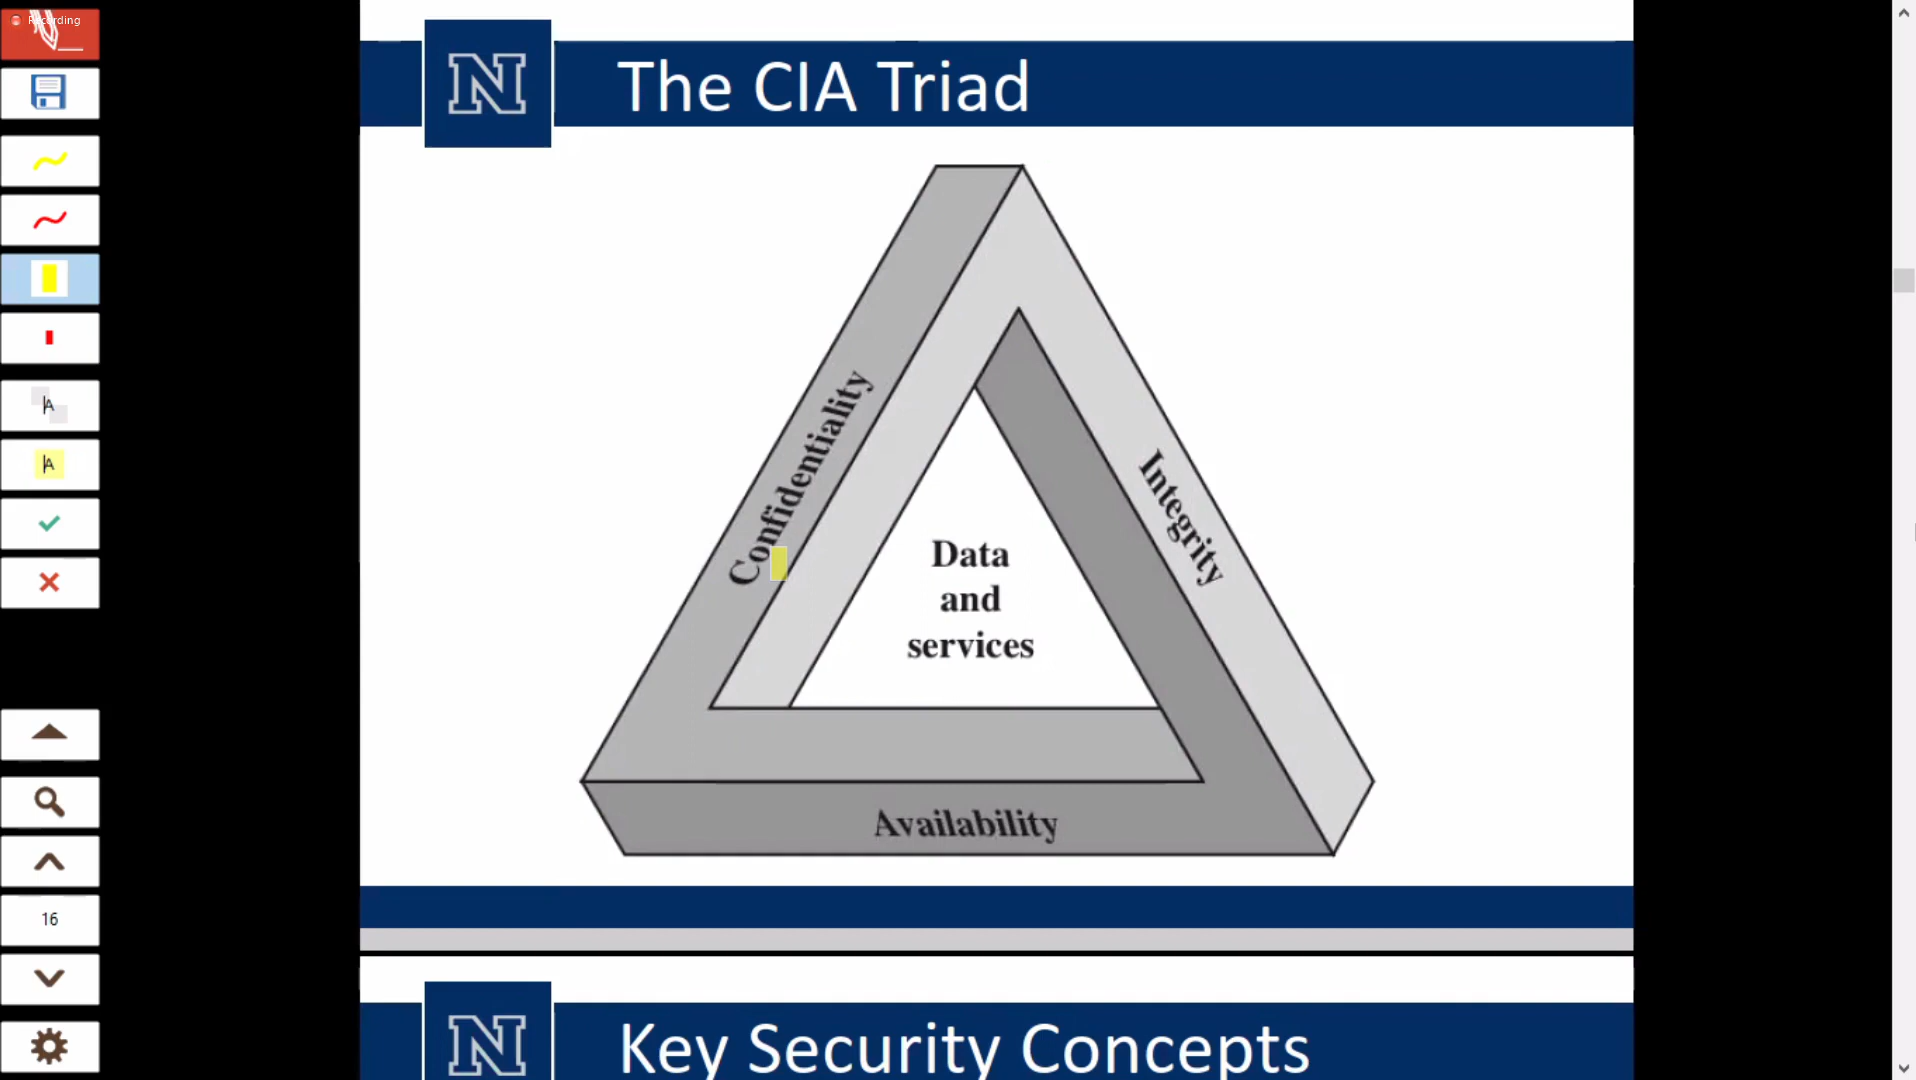 Recording
N
The CIA Triad
Confidentiality
Integrity
Data
and
services
Availability
A
A
16
N
Key Security Concepts